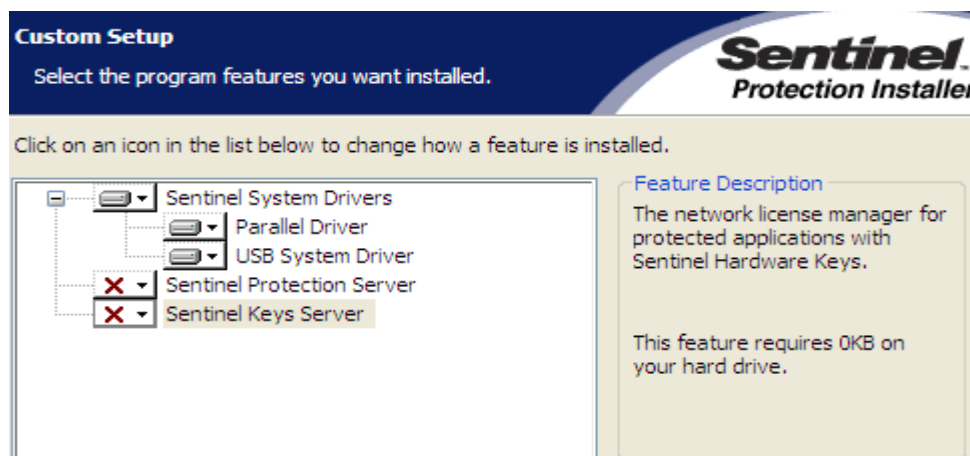 Custom Setup
Select the program features you want installed.
Sentinel.
Protection Installer
Click on an icon in the list below to change how a feature is installed.
Sentinel System Drivers
Parallel Driver
USB System Driver
Sentinel Protection Server
Sentinel Keys Server
Feature Description
The network license manager for
protected applications with
Sentinel Hardware Keys.
This feature requires 0KB on
your hard drive.